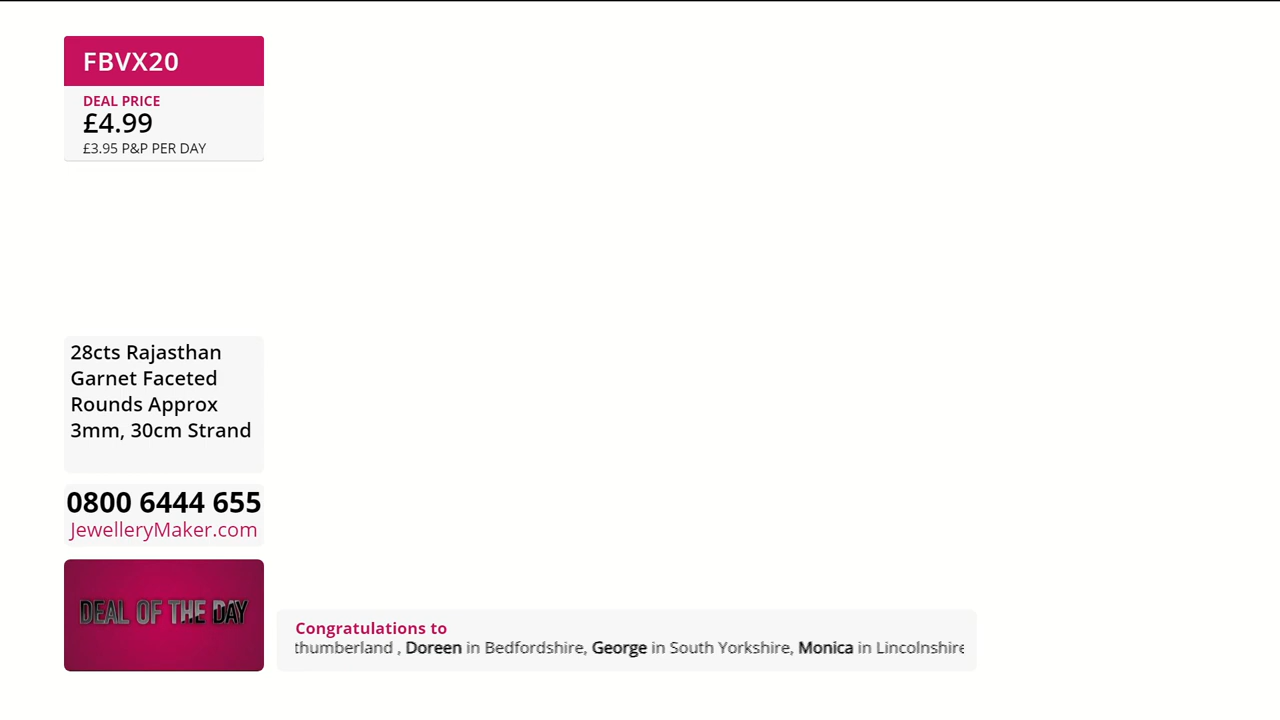 FBVX20
DEAL PRICE
£4.99
£3.95 P&P PER DAY
28cts Rajasthan
Garnet Faceted
Rounds Approx
3mm, 30cm Strand
0800 6444 655
JewelleryMaker.com
DEAL OF THE DAY
Congratulations to
thumberland , Doreen in Bedfordshire, George in South Yorkshire, Monica in Lincolnshire